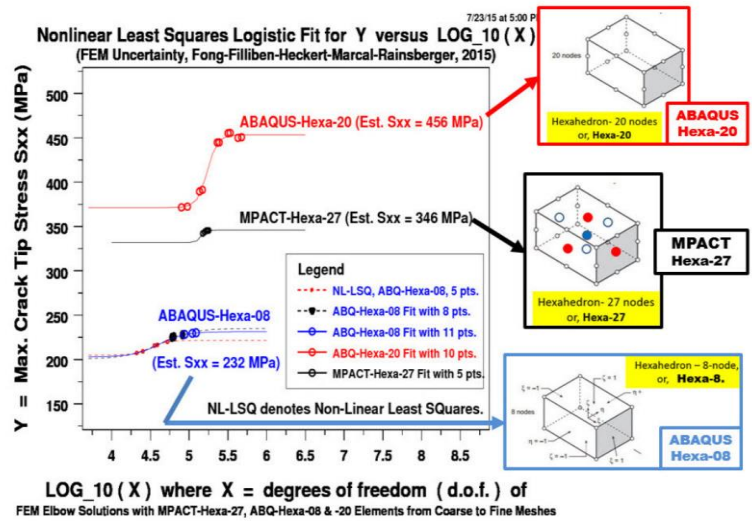 7/23/15 at 5:00 P
Nonlinear Least Squares Logistic Fit for Y versus LOG_10 ( X )
(FEM Uncertainty, Fong-Filliben-Heckert-Marcal-Rainsberger, 2015)
Y = Max. Crack Tip Stress Sxx (MPa)
500
450
400
350
300
250
200
150
ABAQUS-Hexa-20 (Est. Sxx = 456 MPa)
MPACT-Hexa-27 (Est. Sxx = 346 MPa)
ABAQUS-Hexa-08
(Est. Sxx = 232 MPa)
Legend
NL-LSQ, ABQ-Hexa-08, 5 pts.
ABQ-Hexa-08 Fit with 8 pts.
ABQ-Hexa-08 Fit with 11 pts.
ABQ-Hexa-20 Fit with 10 pts.
MPACT-Hexa-27 Fit with 5 pts.
NL-LSQ denotes Non-Linear Least SQuares.
4 4.5 5 5.5 6 6.5 7 7.5 8 8.5
LOG_10 ( X ) where X = degrees of freedom ( d.o.f. ) of
FEM Elbow Solutions with MPACT-Hexa-27, ABQ-Hexa-08 & -20 Elements from Coarse to Fine Meshes
20 nodes
Hexahedron- 20 nodes
or, Hexa-20
ABAQUS
Hexa-20
MPACT
Hexa-27
Hexahedron- 27 nodes
or, Hexa-27
Hexahedron – 8-node,
or, Hexa-8.
ζ = -1
ζ = 1
η =
8 nodes
η = -1
ζ = -1
ζ = 1
ABAQUS
Hexa-08